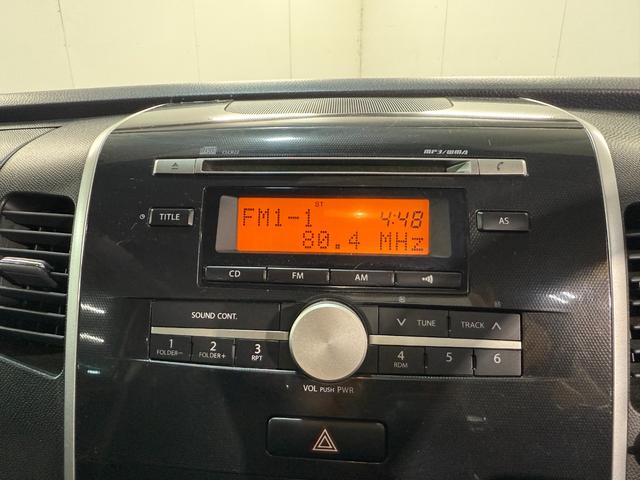 MP3/WMA
TITLE
ST
FM1-1 4:48
80.4 MHz
AS
CD FM AM
SOUND CONT.
TUNE TRACK
1 2 3 4 5 6
FOLDER- FOLDER+ RPT RDM
VOL PUSH PWR